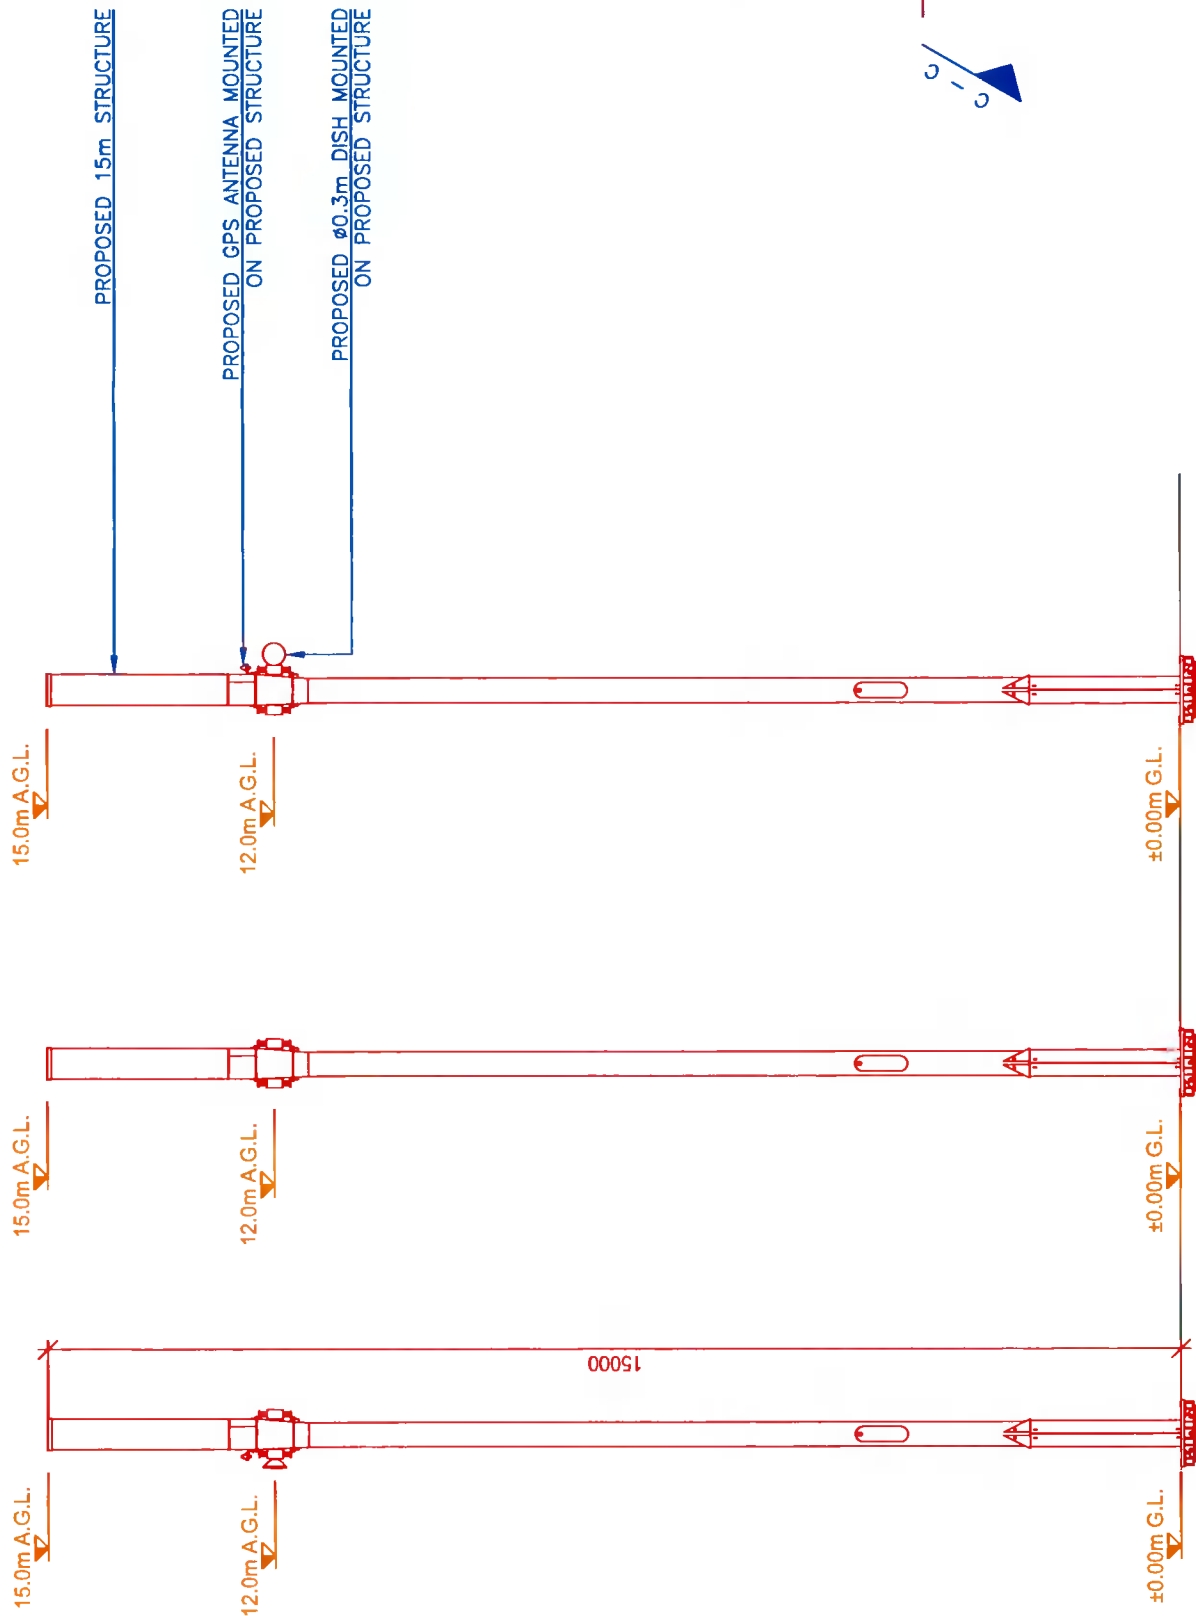 PROPOSED 15m STRUCTURE
PROPOSED GPS ANTENNA MOUNTED
ON PROPOSED STRUCTURE
PROPOSED ø0.3m DISH MOUNTED
ON PROPOSED STRUCTURE
C - C
15.0m A.G.L.
12.0m A.G.L.
±0.00m G.L.
15.0m A.G.L.
12.0m A.G.L.
±0.00m G.L.
15000
15.0m A.G.L.
12.0m A.G.L.
±0.00m G.L.